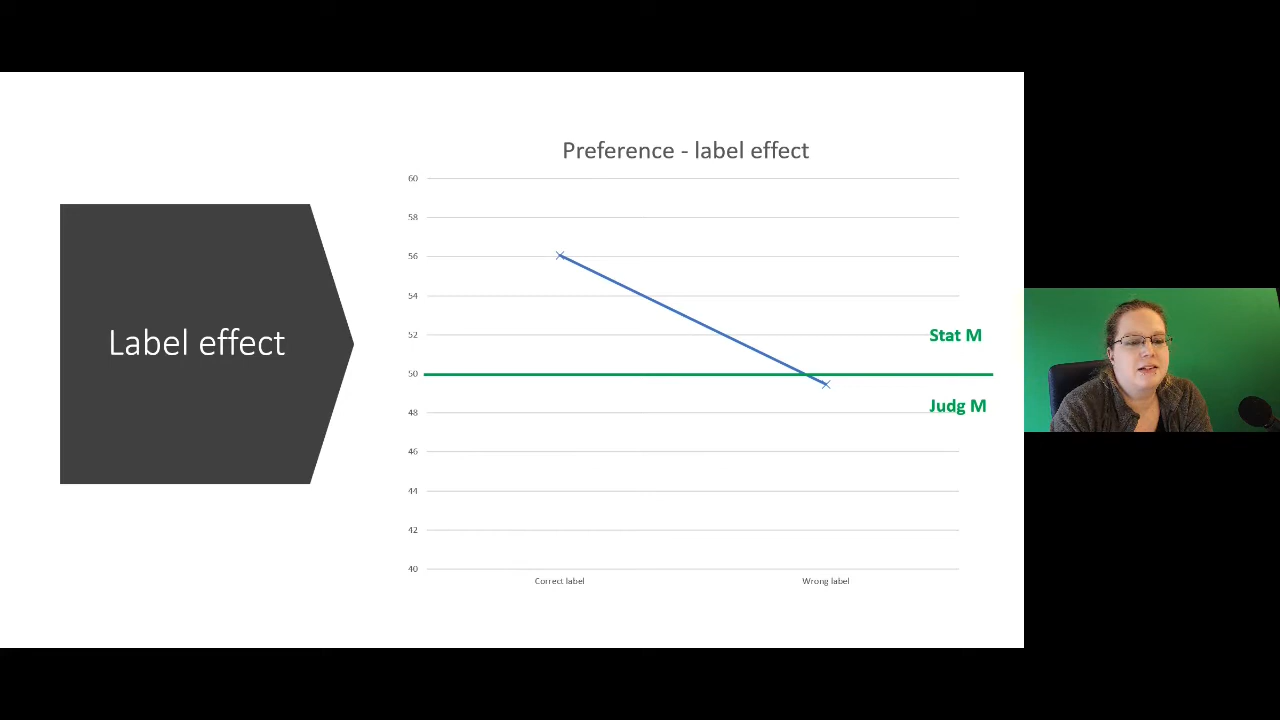 Label effect
Preference - label effect
60
58
56
54
52
50
48
46
44
42
40
Stat M
Judg M
Correct label
Wrong label